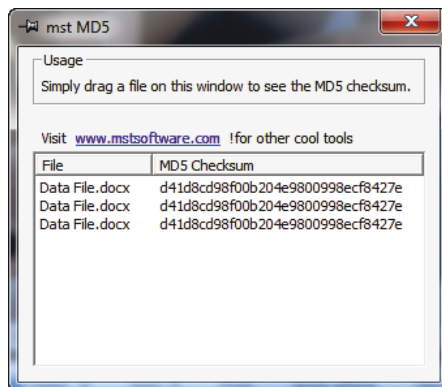 mst MD5
Usage
Simply drag a file on this window to see the MD5 checksum.
Visit www.mstsoftware.com !for other cool tools
File MD5 Checksum
Data File.docx d41d8cd98f00b204e9800998ecf8427e
Data File.docx d41d8cd98f00b204e9800998ecf8427e
Data File.docx d41d8cd98f00b204e9800998ecf8427e